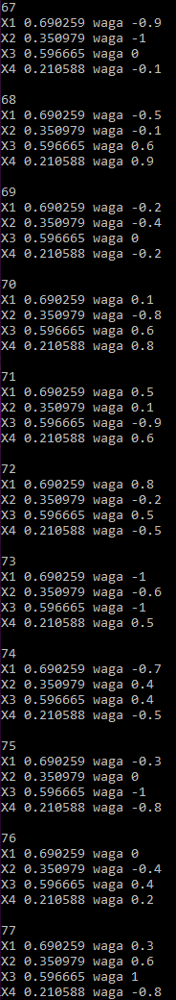 67
X1 0.690259 waga -0.9
X2 0.350979 waga -1
X3 0.596665 waga 0
X4 0.210588 waga -0.1
68
X1 0.690259 waga -0.5
X2 0.350979 waga -0.1
X3 0.596665 waga 0.6
X4 0.210588 waga 0.9
69
X1 0.690259 waga -0.2
X2 0.350979 waga -0.4
X3 0.596665 waga 0
X4 0.210588 waga -0.2
70
X1 0.690259 waga 0.1
X2 0.350979 waga -0.8
X3 0.596665 waga 0.6
X4 0.210588 waga 0.8
71
X1 0.690259 waga 0.5
X2 0.350979 waga 0.1
X3 0.596665 waga -0.9
X4 0.210588 waga 0.6
72
X1 0.690259 waga 0.8
X2 0.350979 waga -0.2
X3 0.596665 waga 0.5
X4 0.210588 waga -0.5
73
X1 0.690259 waga -1
X2 0.350979 waga -0.6
X3 0.596665 waga -1
X4 0.210588 waga 0.5
74
X1 0.690259 waga -0.7
X2 0.350979 waga 0.4
X3 0.596665 waga 0.4
X4 0.210588 waga -0.5
75
X1 0.690259 waga -0.3
X2 0.350979 waga 0
X3 0.596665 waga -1
X4 0.210588 waga -0.8
76
X1 0.690259 waga 0
X2 0.350979 waga -0.4
X3 0.596665 waga 0.4
X4 0.210588 waga 0.2
77
X1 0.690259 waga 0.3
X2 0.350979 waga 0.6
X3 0.596665 waga 1
X4 0.210588 waga -0.8